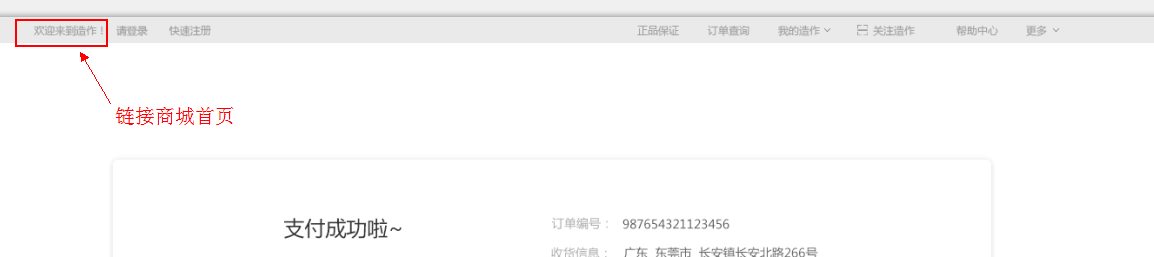 欢迎来到造作！ 请登录 快速注册 正品保证 订单查询 我的造作 关注造作 帮助中心 更多
链接商城首页
支付成功啦~
订单编号： 987654321123456
收货信息： 广东 东莞市 长安镇长安北路266号